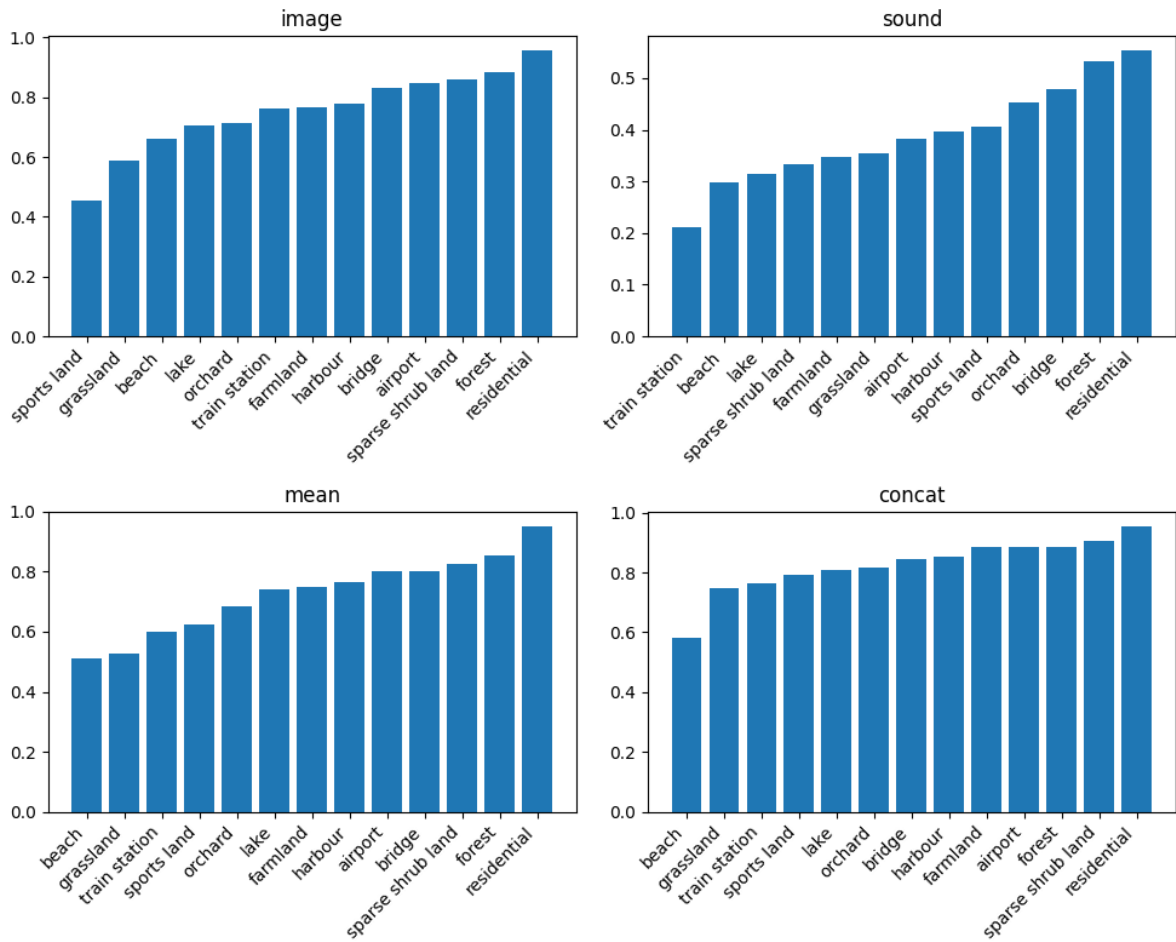 image
1.0
0.8
0.6
0.4
0.2
0.0
sports land
grassland
beach
lake
orchard
train station
farmland
harbour
bridge
airport
sparse shrub land
forest
residential
sound
0.5
0.4
0.3
0.2
0.1
0.0
train station
beach
lake
sparse shrub land
farmland
grassland
airport
harbour
sports land
orchard
bridge
forest
residential
mean
1.0
0.8
0.6
0.4
0.2
0.0
beach
grassland
train station
sports land
orchard
lake
farmland
harbour
airport
bridge
sparse shrub land
forest
residential
concat
1.0
0.8
0.6
0.4
0.2
0.0
beach
grassland
train station
sports land
lake
orchard
bridge
harbour
farmland
airport
forest
sparse shrub land
residential